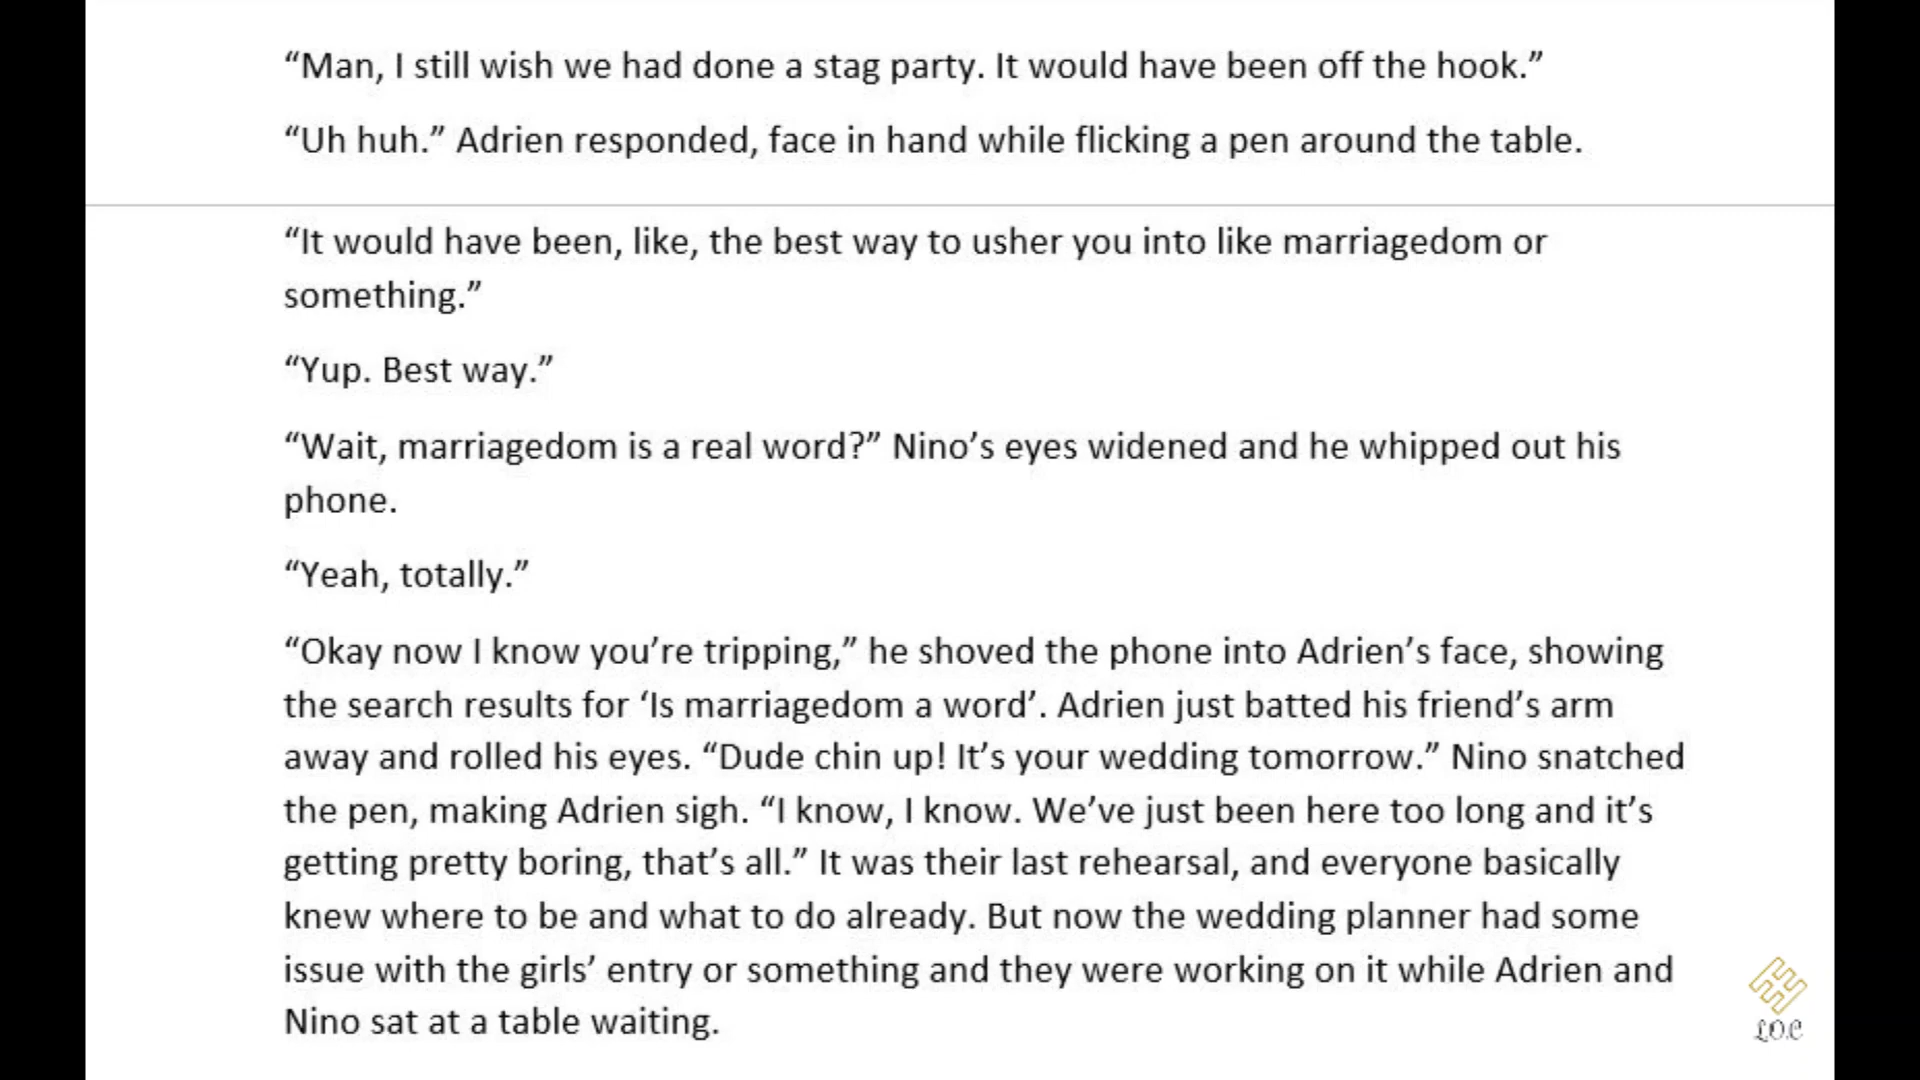 “Man, I still wish we had done a stag party. It would have been off the hook.”
“Uh huh.” Adrien responded, face in hand while flicking a pen around the table.
“It would have been, like, the best way to usher you into like marriagedom or
something.”
“Yup. Best way.”
“Wait, marriagedom is a real word?” Nino’s eyes widened and he whipped out his
phone.
“Yeah, totally.”
“Okay now I know you’re tripping,” he shoved the phone into Adrien’s face, showing
the search results for ‘Is marriagedom a word’. Adrien just batted his friend’s arm
away and rolled his eyes. “Dude chin up! It’s your wedding tomorrow.” Nino snatched
the pen, making Adrien sigh. “I know, I know. We’ve just been here too long and it’s
getting pretty boring, that’s all.” It was their last rehearsal, and everyone basically
knew where to be and what to do already. But now the wedding planner had some
issue with the girls’ entry or something and they were working on it while Adrien and
Nino sat at a table waiting.
L.O.C